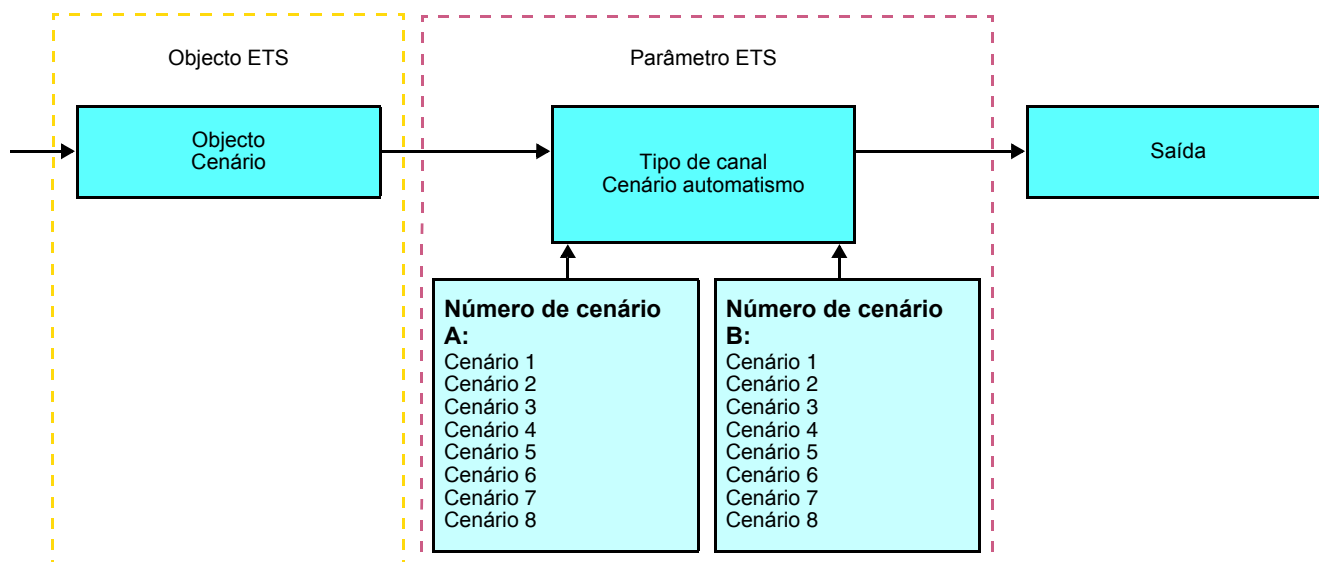 Objecto ETS
Parâmetro ETS
Objecto
Cenário
Tipo de canal
Cenário automatismo
Saída
Número de cenário
A:
Cenário 1
Cenário 2
Cenário 3
Cenário 4
Cenário 5
Cenário 6
Cenário 7
Cenário 8
Número de cenário
B:
Cenário 1
Cenário 2
Cenário 3
Cenário 4
Cenário 5
Cenário 6
Cenário 7
Cenário 8